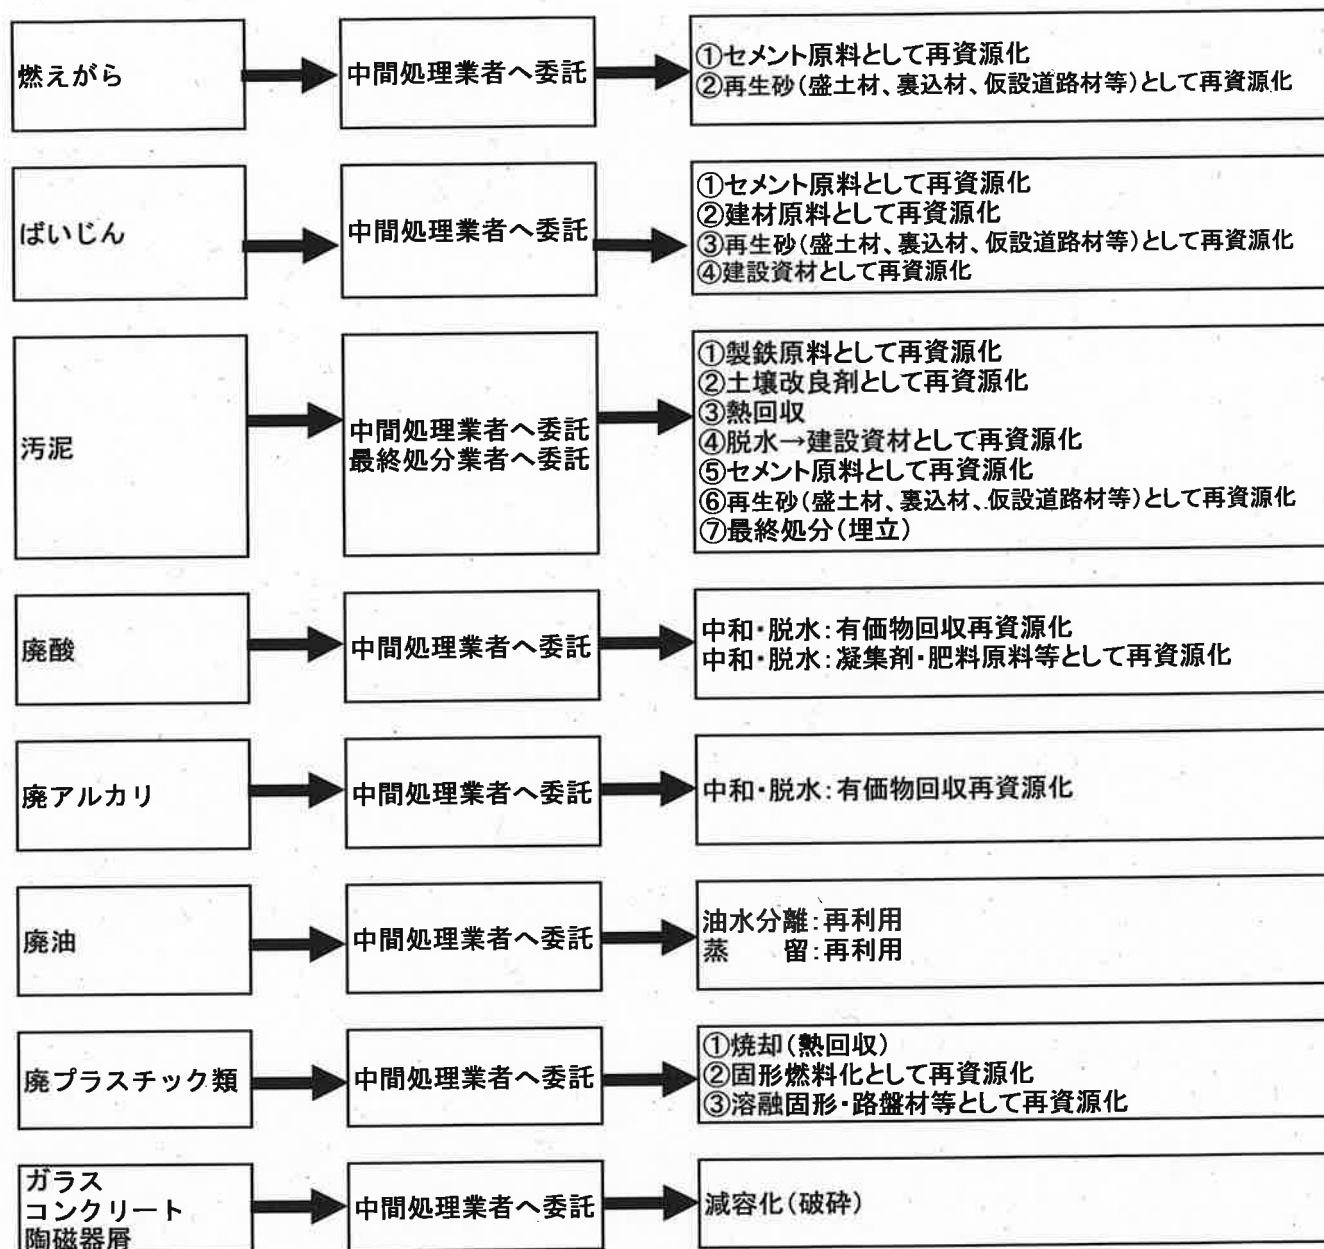 燃えがら
中間処理業者へ委託
①セメント原料として再資源化
②再生砂(盛土材、裏込材、仮設道路材等)として再資源化
ばいじん
中間処理業者へ委託
①セメント原料として再資源化
②建材原料として再資源化
③再生砂(盛土材、裏込材、仮設道路材等)として再資源化
④建設資材として再資源化
汚泥
中間処理業者へ委託
最終処分業者へ委託
①製鉄原料として再資源化
②土壌改良剤として再資源化
③熱回収
④脱水→建設資材として再資源化
⑤セメント原料として再資源化
⑥再生砂(盛土材、裏込材、仮設道路材等)として再資源化
⑦最終処分(埋立)
廃酸
中間処理業者へ委託
中和・脱水:有価物回収再資源化
中和・脱水:凝集剤・肥料原料等として再資源化
廃アルカリ
中間処理業者へ委託
中和・脱水:有価物回収再資源化
廃油
中間処理業者へ委託
油水分離:再利用
蒸　　留:再利用
廃プラスチック類
中間処理業者へ委託
①焼却(熱回収)
②固形燃料化として再資源化
③溶融固形・路盤材等として再資源化
ガラス
コンクリート
陶磁器屑
中間処理業者へ委託
減容化(破砕)